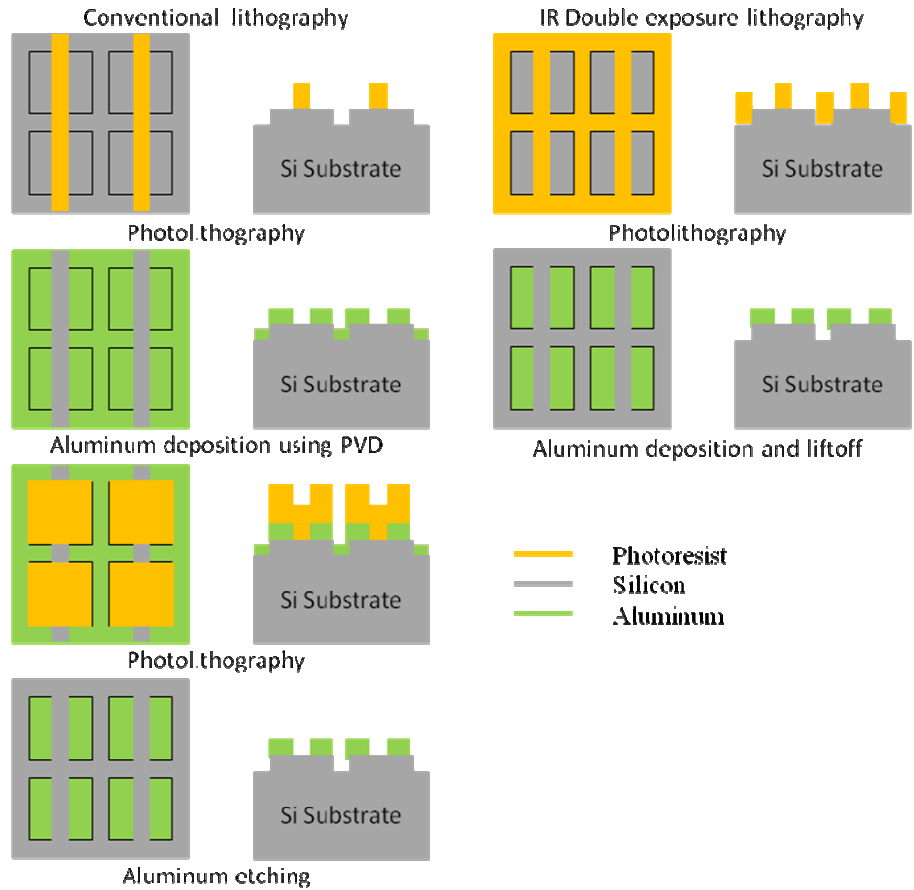 Conventional lithography
IR Double exposure lithography
Si Substrate
Si Substrate
Photol.thography
Photolithography
Si Substrate
Si Substrate
Aluminum deposition using PVD
Aluminum deposition and liftoff
Si Substrate
Photoresist
Silicon
Aluminum
Photol.thography
Si Substrate
Aluminum etching